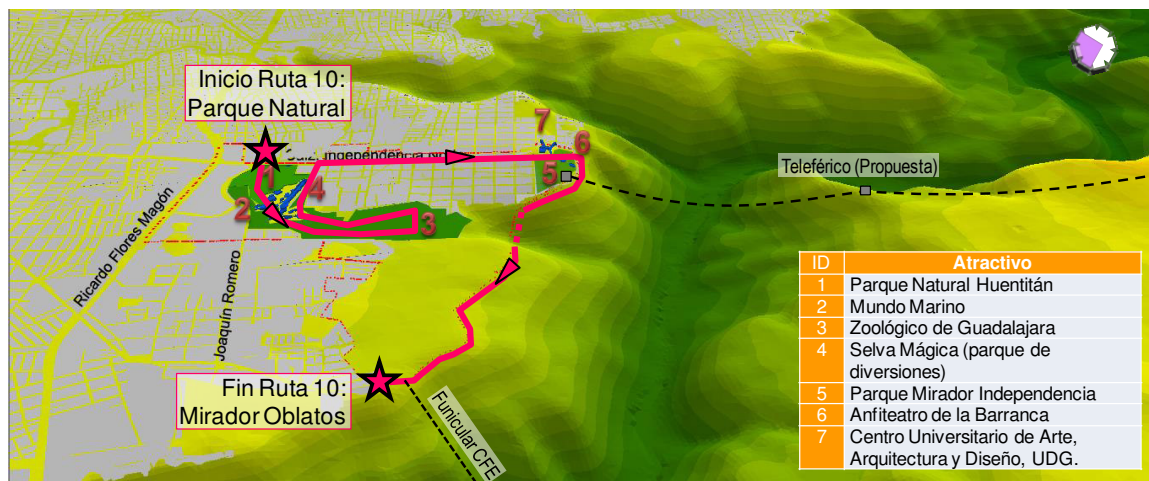 Inicio Ruta 10:
Parque Natural
Independencia
7
6
5
Teleférico (Propuesta)
1
4
2
3
Ricardo Flores Magón
Joaquín Romero
Fin Ruta 10:
Mirador Oblatos
Funicular CFE
ID Atractivo
1 Parque Natural Huentitán
2 Mundo Marino
3 Zoológico de Guadalajara
4 Selva Mágica (parque de
diversiones)
5 Parque Mirador Independencia
6 Anfiteatro de la Barranca
7 Centro Universitario de Arte,
Arquitectura y Diseño, UDG.